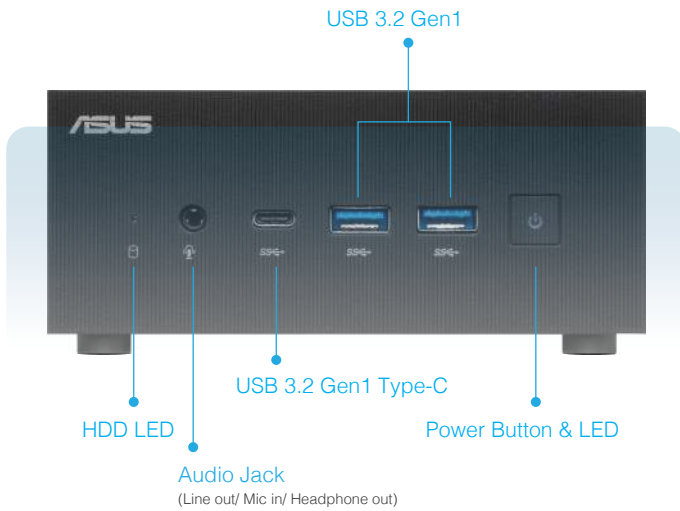 USB 3.2 Gen1
ASUS
USB 3.2 Gen1 Type-C
HDD LED
Power Button & LED
Audio Jack
(Line out/ Mic in/ Headphone out)